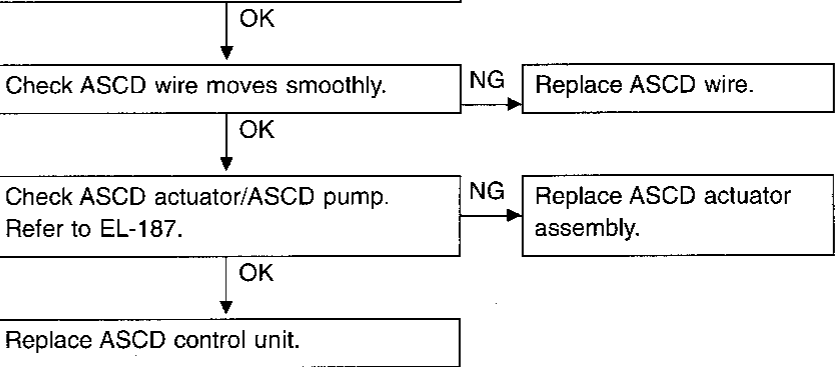 OK
Check ASCD wire moves smoothly.
NG
Replace ASCD wire.
OK
Check ASCD actuator/ASCD pump.
Refer to EL-187.
NG
Replace ASCD actuator
assembly.
OK
Replace ASCD control unit.